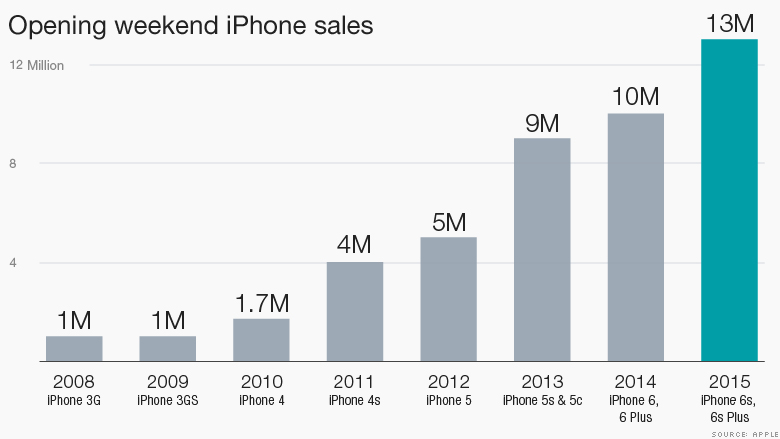 Opening weekend iPhone sales
13M
12 Million
10M
9M
8
5M
4M
4
1.7M
1M
1M
2008
2009
2010
2011
2012
2013
2014
2015
iPhone 3G
iPhone 3GS
iPhone 4
iPhone 4s
iPhone 5
iPhone 5s & 5c
iPhone 6,
6 Plus
iPhone 6s,
6s Plus
SOURCE: APPLE